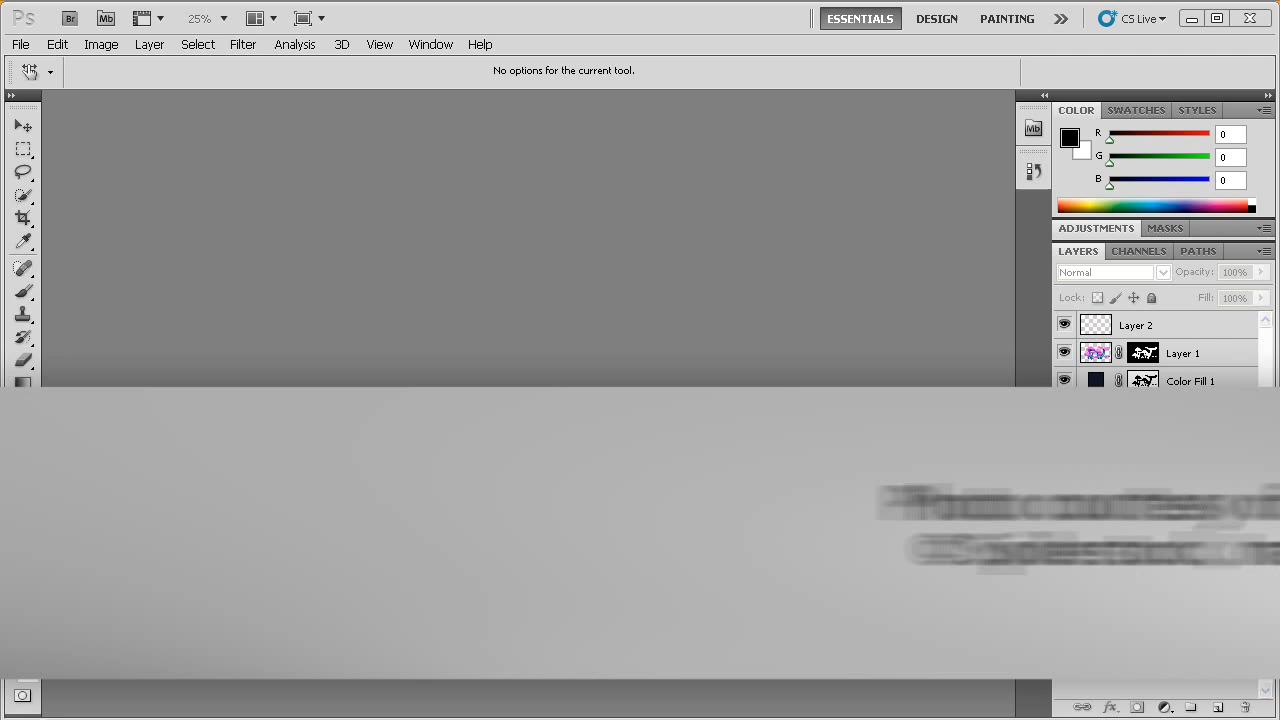 Ps Br Mb 25% ESSENTIALS DESIGN PAINTING CS Live
File Edit Image Layer Select Filter Analysis 3D View Window Help
No options for the current tool.
Mb
COLOR SWATCHES STYLES
R 0
G 0
B 0
ADJUSTMENTS MASKS
LAYERS CHANNELS PATHS
Normal Opacity: 100%
Lock: Fill: 100%
Layer 2
Layer 1
Color Fill 1
fx